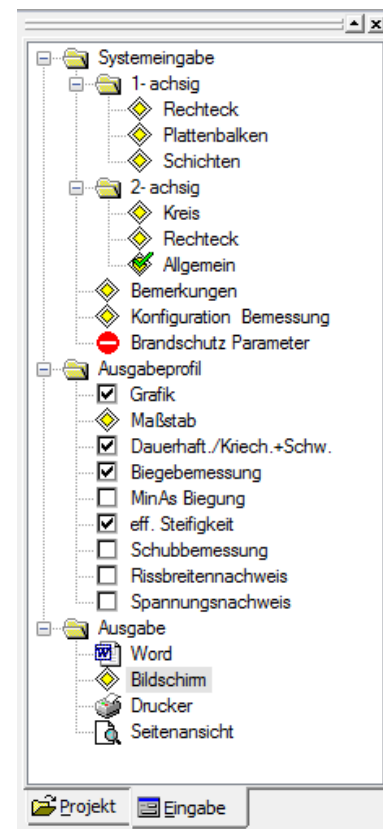 Systemeingabe
1- achsig
Rechteck
Plattenbalken
Schichten
2- achsig
Kreis
Rechteck
Allgemein
Bemerkungen
Konfiguration Bemessung
Brandschutz Parameter
Ausgabeprofil
Grafik
Maßstab
Dauerhaft./Kriech.+Schw.
Biegebemessung
MinAs Biegung
eff. Steifigkeit
Schubbemessung
Rissbreitennachweis
Spannungsnachweis
Ausgabe
Word
Bildschirm
Drucker
Seitenansicht
Projekt Eingabe